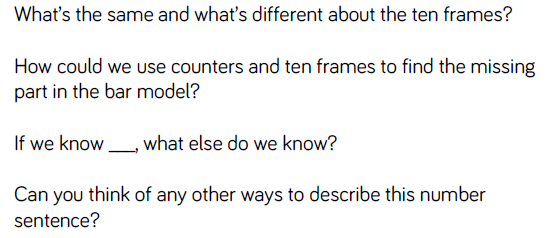 What's the same and what's different about the ten frames?
How could we use counters and ten frames to find the missing
part in the bar model?
If we know ___, what else do we know?
Can you think of any other ways to describe this number
sentence?